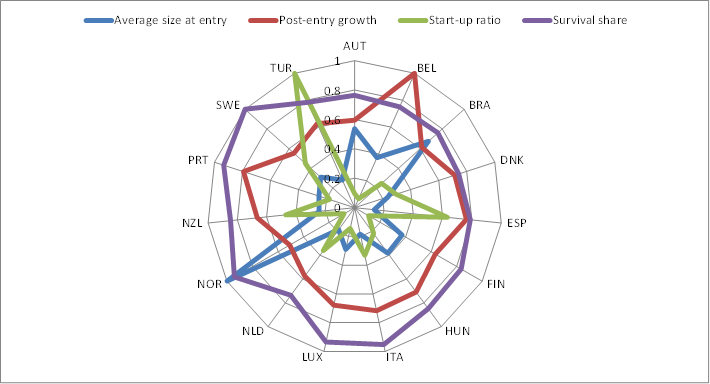 Average size at entry Post-entry growth Start-up ratio Survival share
AUT
TUR 1 BEL
0.8
SWE BRA
0.6
0.4
PRT DNK
0.2
NZL 0 ESP
NOR FIN
NLD HUN
LUX ITA